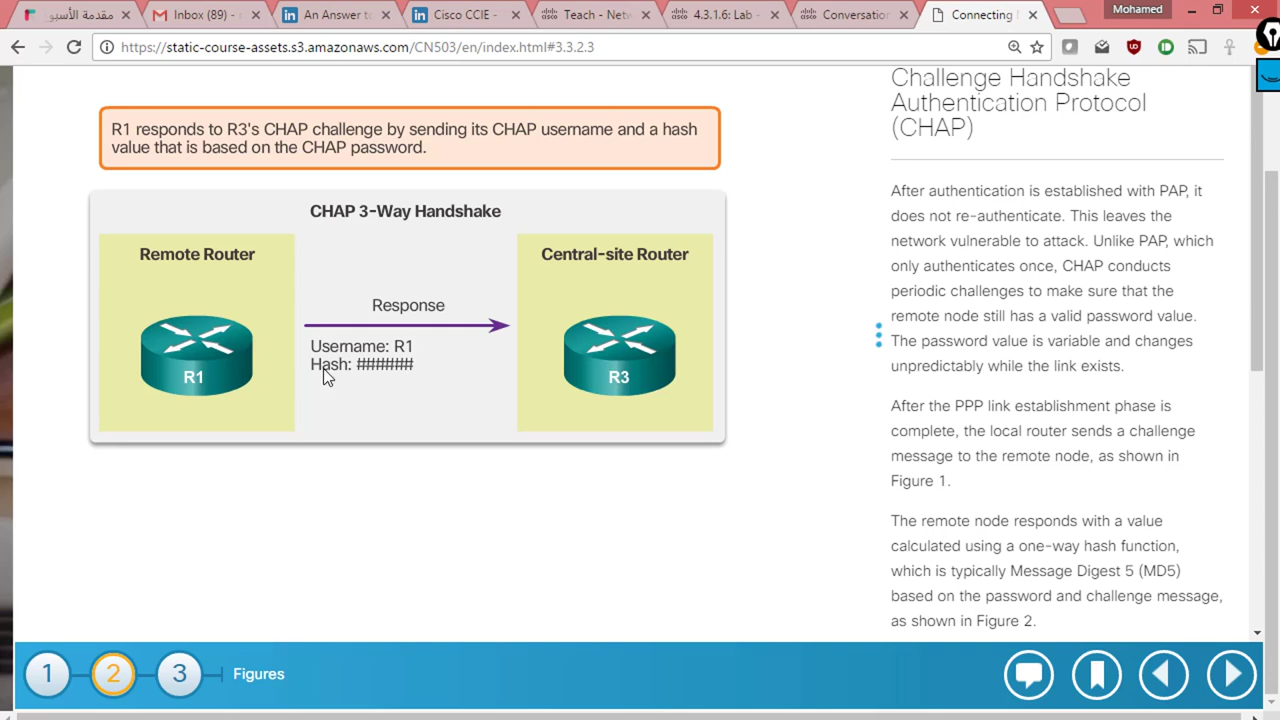 مقدمة الأسبو
Inbox (89) -
An Answer to
Cisco CCIE -
Teach - Netw
4.3.1.6: Lab -
Conversation
Connecting
Mohamed
https://static-course-assets.s3.amazonaws.com/CN503/en/index.html#3.3.2.3
R1 responds to R3's CHAP challenge by sending its CHAP username and a hash
value that is based on the CHAP password.
CHAP 3-Way Handshake
Remote Router
Central-site Router
Response
Username: R1
Hash: ######
R1
R3
Challenge Handshake
Authentication Protocol
(CHAP)
After authentication is established with PAP, it
does not re-authenticate. This leaves the
network vulnerable to attack. Unlike PAP, which
only authenticates once, CHAP conducts
periodic challenges to make sure that the
remote node still has a valid password value.
The password value is variable and changes
unpredictably while the link exists.
After the PPP link establishment phase is
complete, the local router sends a challenge
message to the remote node, as shown in
Figure 1.
The remote node responds with a value
calculated using a one-way hash function,
which is typically Message Digest 5 (MD5)
based on the password and challenge message,
as shown in Figure 2.
1
2
3
Figures